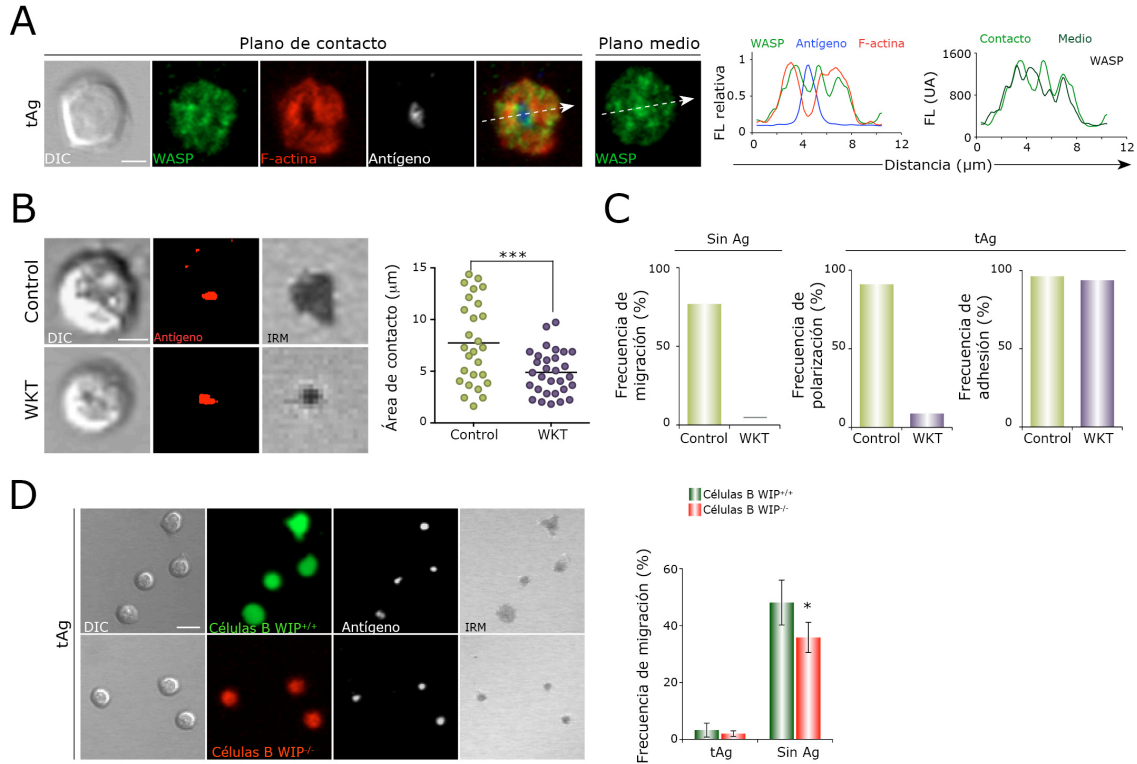 A
Plano de contacto
Plano medio
tAg
DIC
WASP
F-actina
Antígeno
WASP
WASP Antígeno F-actina
FL relativa
1
0.5
0
0 4 8 12
Contacto Medio
WASP
FL (UA)
1600
800
0
0 4 8 12
Distancia (µm)
B
Control
DIC
Antígeno
IRM
WKT
Área de contacto (µm)
15
10
5
0
***
Control WKT
C
Sin Ag
Frecuencia de
migración (%)
100
50
0
Control WKT
tAg
Frecuencia de
polarización (%)
100
50
0
Control WKT
Frecuencia de
adhesión (%)
100
50
0
Control WKT
D
tAg
DIC
Células B WIP+/+
Antígeno
IRM
Células B WIP-/-
Células B WIP+/+
Células B WIP-/-
Frecuencia de migración (%)
60
40
20
0
*
tAg Sin Ag